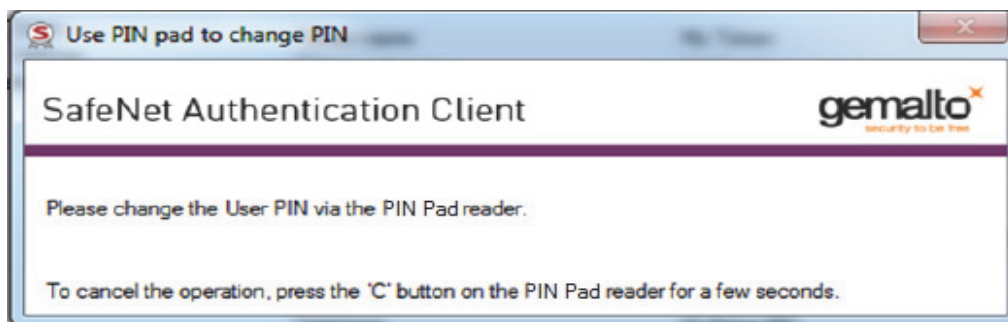 Use PIN pad to change PIN
SafeNet Authentication Client
gemalto
security to be free
Please change the User PIN via the PIN Pad reader.
To cancel the operation, press the 'C' button on the PIN Pad reader for a few seconds.